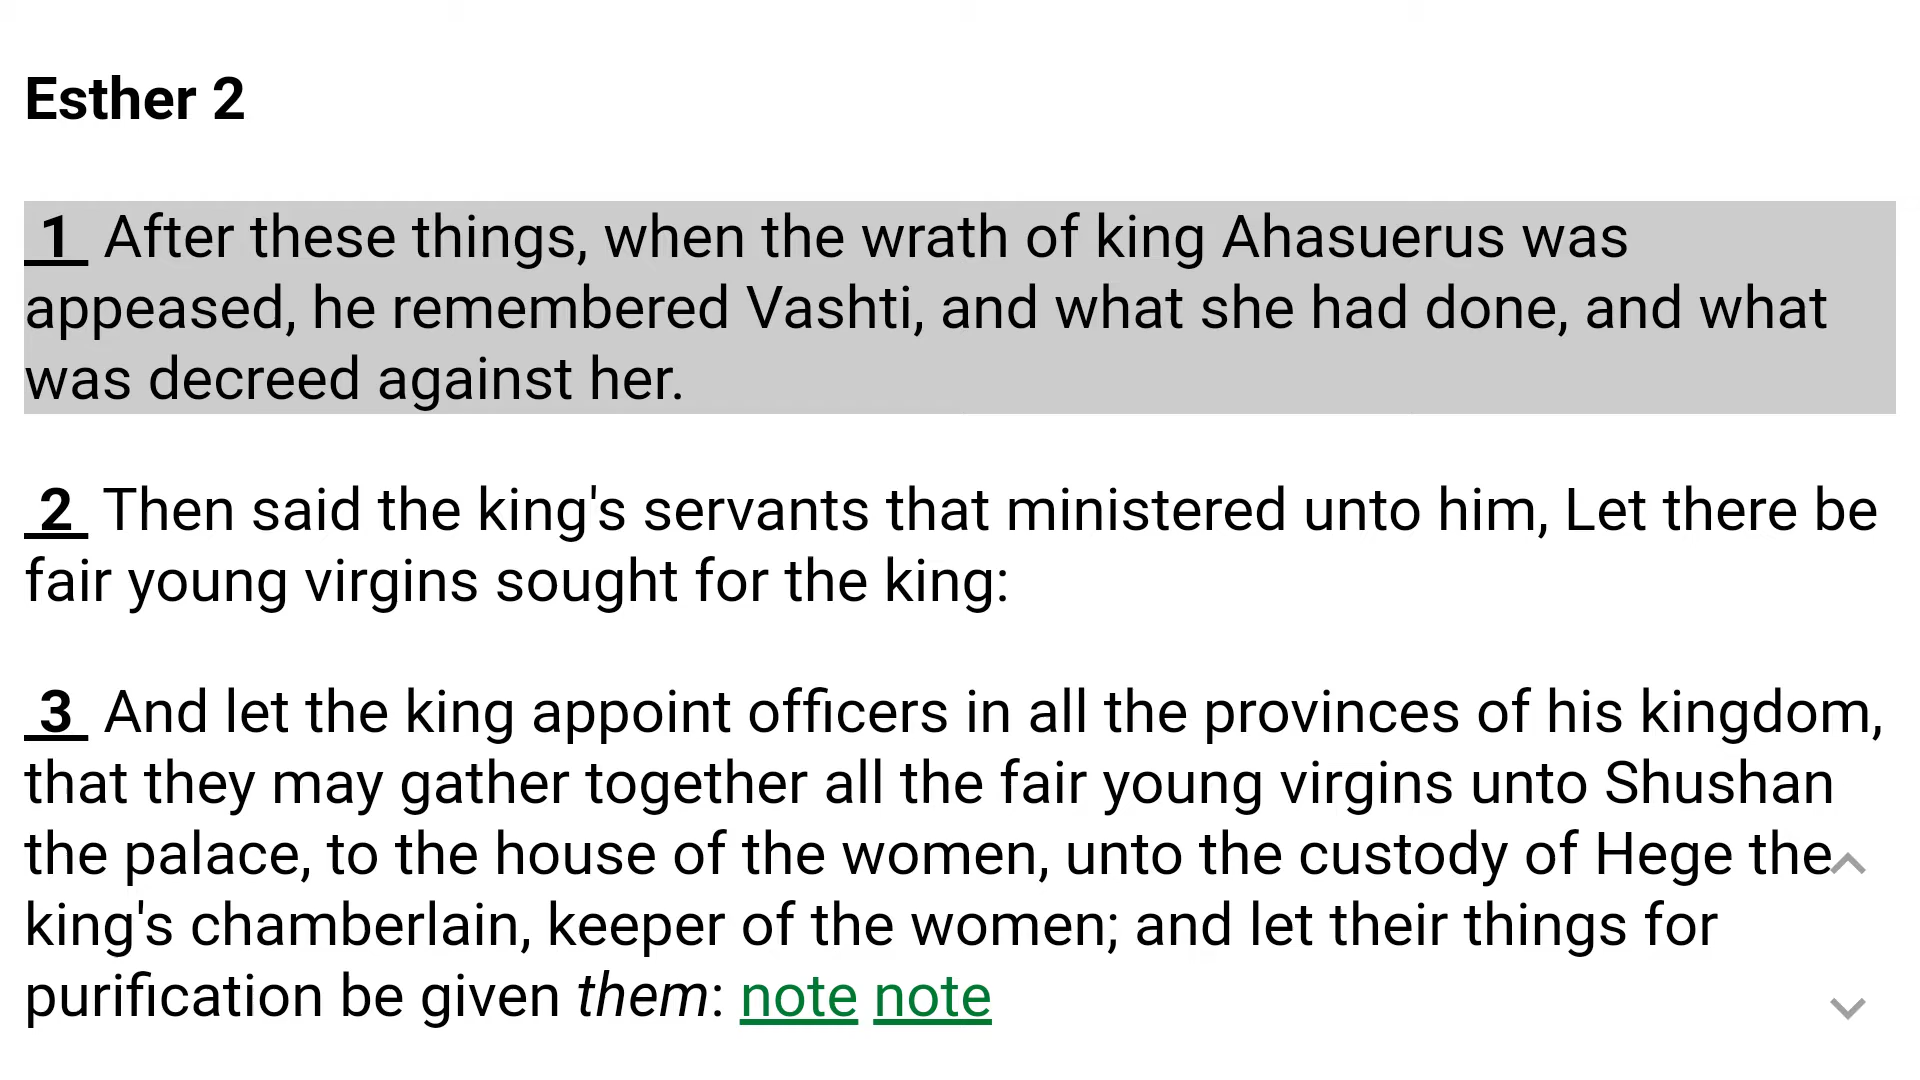 Esther 2
1 After these things, when the wrath of king Ahasuerus was
appeased, he remembered Vashti, and what she had done, and what
was decreed against her.
2 Then said the king's servants that ministered unto him, Let there be
fair young virgins sought for the king:
3 And let the king appoint officers in all the provinces of his kingdom,
that they may gather together all the fair young virgins unto Shushan
the palace, to the house of the women, unto the custody of Hege the
king's chamberlain, keeper of the women; and let their things for
purification be given them: note note